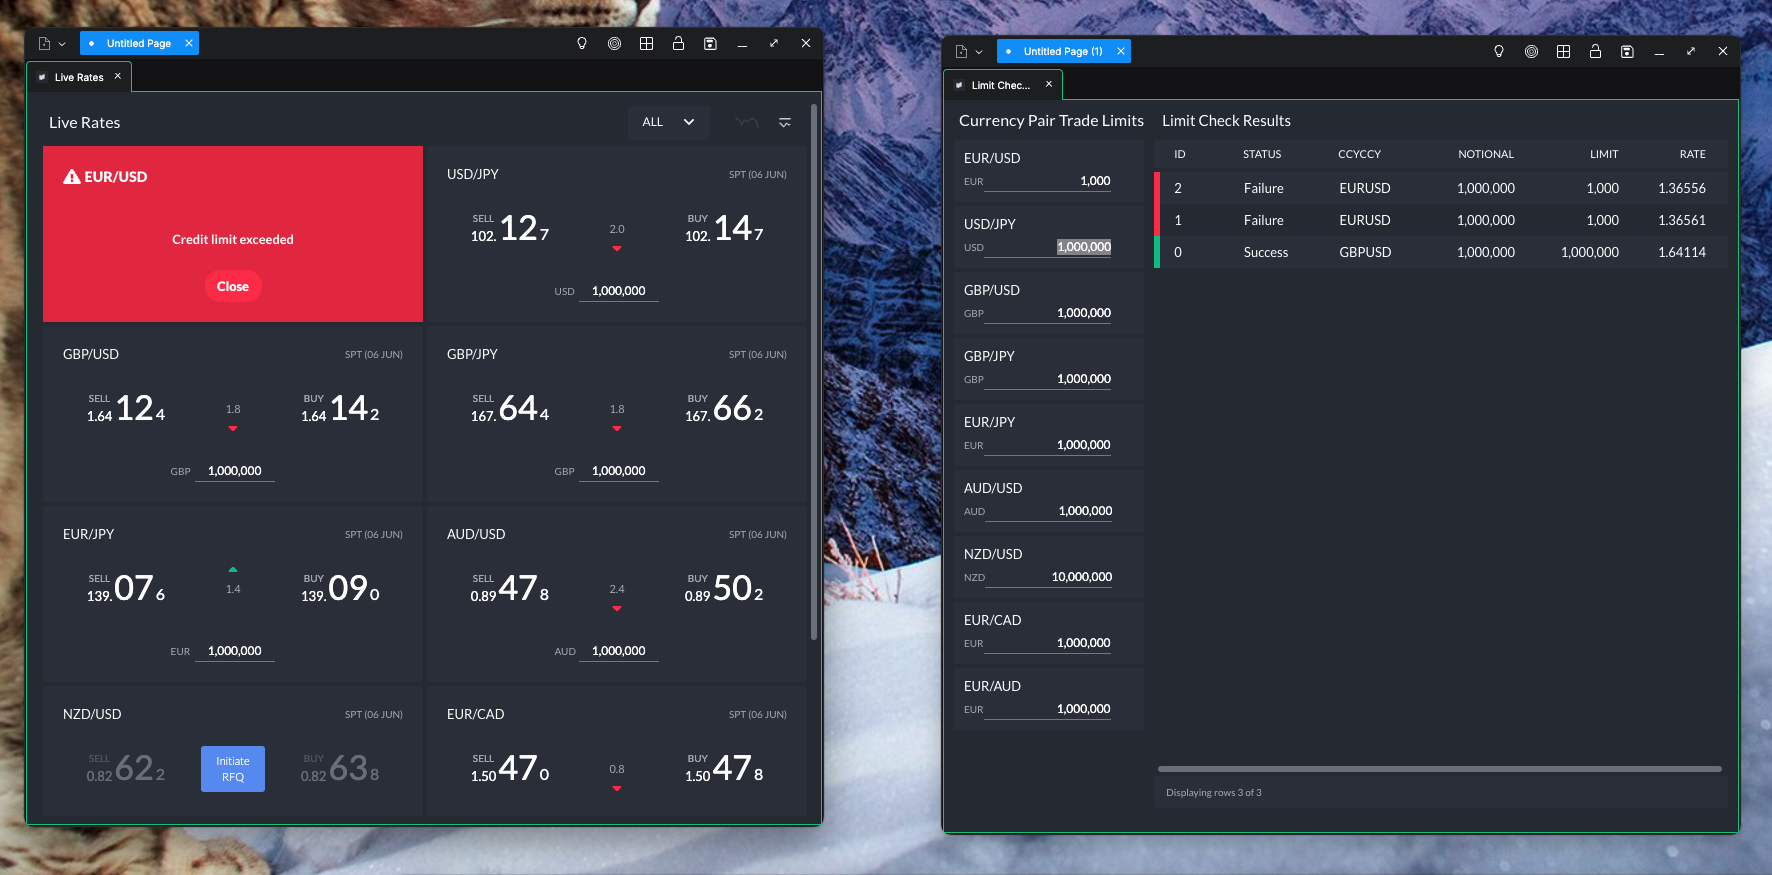 Untitled Page
Live Rates
Live Rates
ALL
EUR/USD
Credit limit exceeded
Close
USD/JPY SPT (06 JUN)
SELL 102. 12 7
2.0
BUY 102. 14 7
USD 1,000,000
GBP/USD SPT (06 JUN)
SELL 1.64 12 4
1.8
BUY 1.64 14 2
GBP 1,000,000
GBP/JPY SPT (06 JUN)
SELL 167. 64 4
1.8
BUY 167. 66 2
GBP 1,000,000
EUR/JPY SPT (06 JUN)
SELL 139. 07 6
1.4
BUY 139. 09 0
EUR 1,000,000
AUD/USD SPT (06 JUN)
SELL 0.89 47 8
2.4
BUY 0.89 50 2
AUD 1,000,000
NZD/USD SPT (06 JUN)
SELL 0.82 62 2
Initiate
RFQ
BUY 0.82 63 8
EUR/CAD SPT (06 JUN)
SELL 1.50 47 0
0.8
BUY 1.50 47 8
Untitled Page (1)
Limit Chec...
Currency Pair Trade Limits
EUR/USD
EUR 1,000
USD/JPY
USD 1,000,000
GBP/USD
GBP 1,000,000
GBP/JPY
GBP 1,000,000
EUR/JPY
EUR 1,000,000
AUD/USD
AUD 1,000,000
NZD/USD
NZD 10,000,000
EUR/CAD
EUR 1,000,000
EUR/AUD
EUR 1,000,000
Limit Check Results
ID STATUS CCYCCY NOTIONAL LIMIT RATE
2 Failure EURUSD 1,000,000 1,000 1.36556
1 Failure EURUSD 1,000,000 1,000 1.36561
0 Success GBPUSD 1,000,000 1,000,000 1.64114
Displaying rows 3 of 3